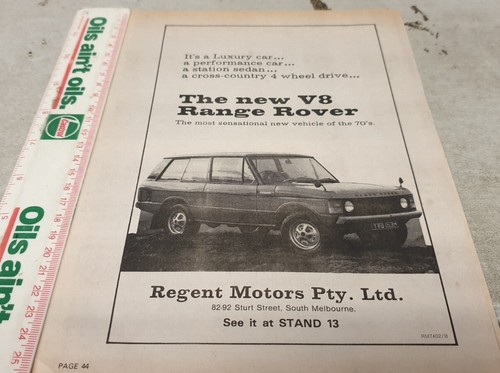 Oils ain't oils.
Castrol
Oils ain't
It's a Luxury car...
a performance car...
a station sedan...
a cross-country 4 wheel drive...
The new V8
Range Rover
The most sensational new vehicle of the 70's.
RANGE ROVER
Regent Motors Pty. Ltd.
82-92 Sturt Street, South Melbourne.
See it at STAND 13
PAGE 44